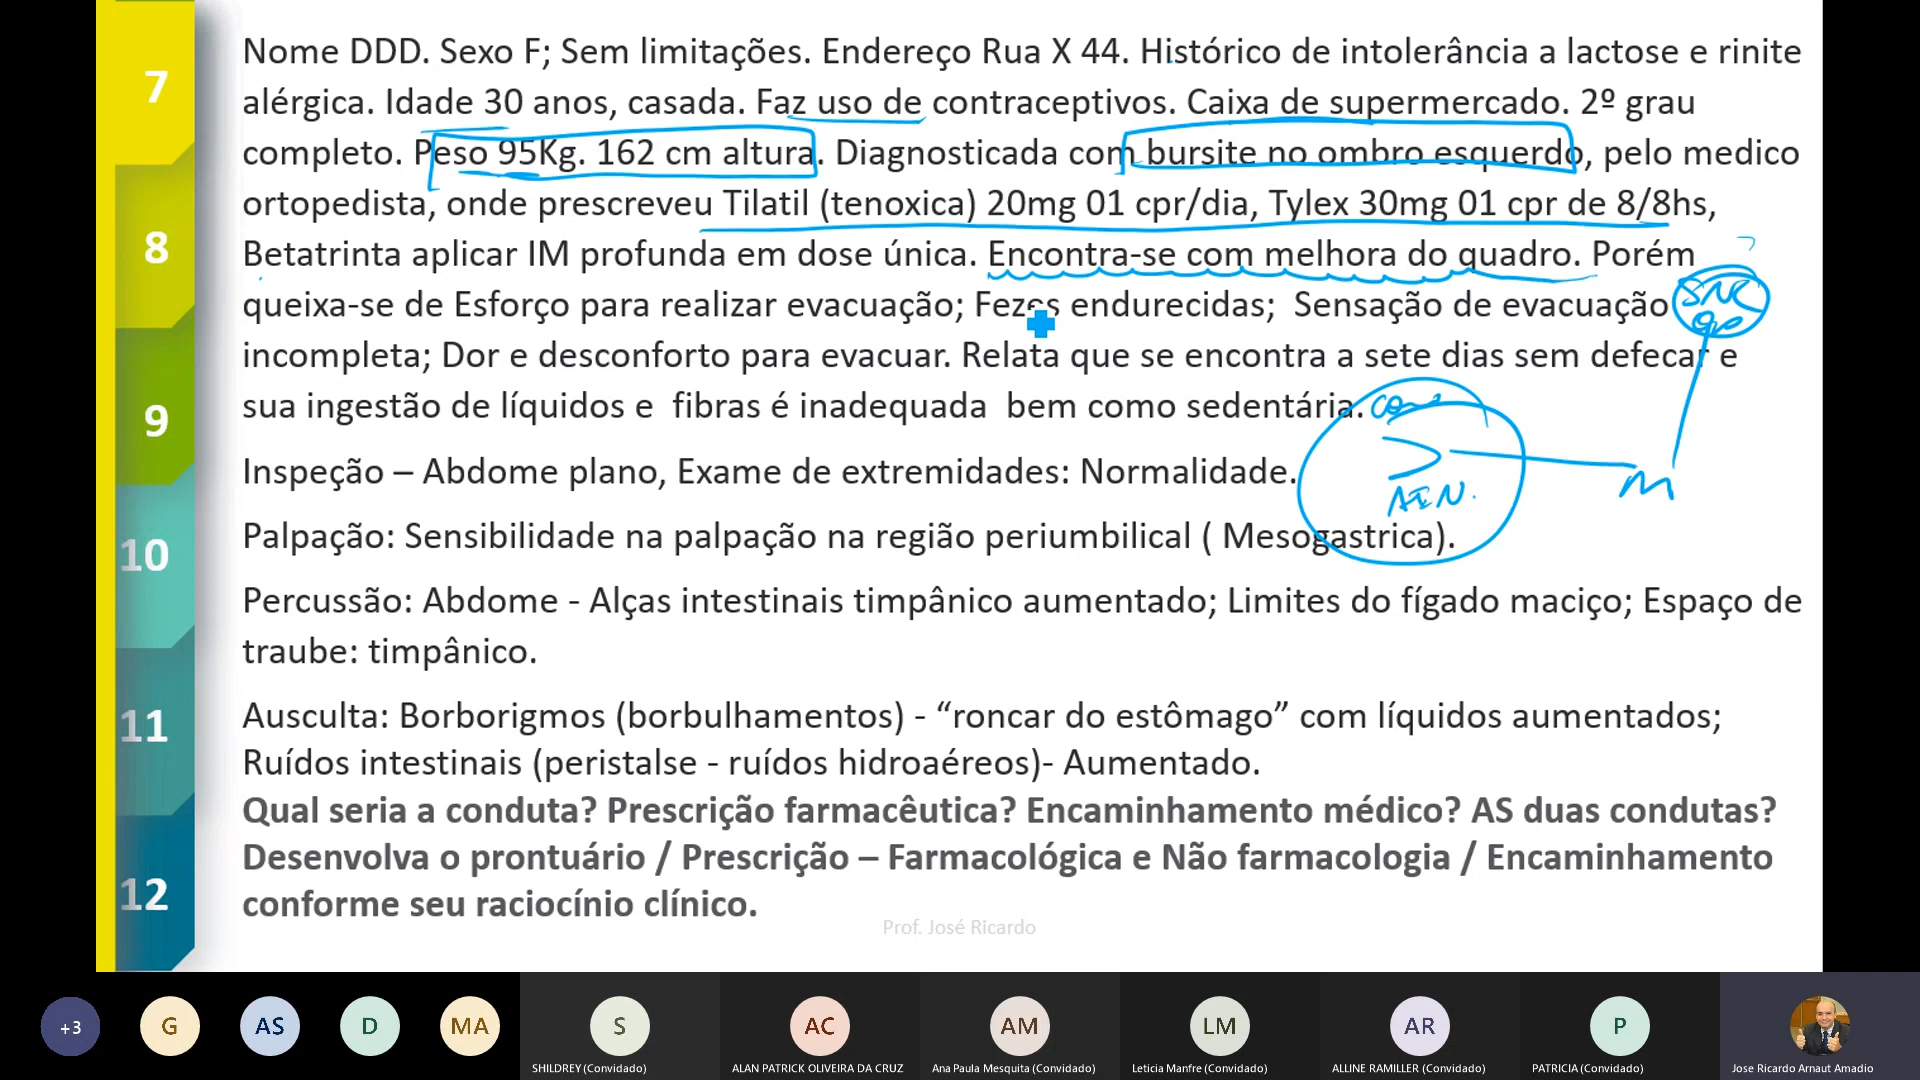 7
8
9
10
11
12
Nome DDD. Sexo F; Sem limitações. Endereço Rua X 44. Histórico de intolerância a lactose e rinite
alérgica. Idade 30 anos, casada. Faz uso de contraceptivos. Caixa de supermercado. 2º grau
completo. Peso 95Kg. 162 cm altura. Diagnosticada com bursite no ombro esquerdo, pelo medico
ortopedista, onde prescreveu Tilatil (tenoxica) 20mg 01 cpr/dia, Tylex 30mg 01 cpr de 8/8hs,
Betatrinta aplicar IM profunda em dose única. Encontra-se com melhora do quadro. Porém
queixa-se de Esforço para realizar evacuação; Fezes endurecidas; Sensação de evacuação
incompleta; Dor e desconforto para evacuar. Relata que se encontra a sete dias sem defecar e
sua ingestão de líquidos e fibras é inadequada bem como sedentária.
Inspeção – Abdome plano, Exame de extremidades: Normalidade.
M
Palpação: Sensibilidade na palpação na região periumbilical ( Mesogastrica).
Percussão: Abdome - Alças intestinais timpânico aumentado; Limites do fígado maciço; Espaço de
traube: timpânico.
Ausculta: Borborigmos (borbulhamentos) - “roncar do estômago” com líquidos aumentados;
Ruídos intestinais (peristalse - ruídos hidroaéreos)- Aumentado.
Qual seria a conduta? Prescrição farmacêutica? Encaminhamento médico? AS duas condutas?
Desenvolva o prontuário / Prescrição – Farmacológica e Não farmacologia / Encaminhamento
conforme seu raciocínio clínico.
Prof. José Ricardo
+3
G
AS
D
MA
S
AC
AM
LM
AR
P
SHILDREY (Convidado)
ALAN PATRICK OLIVEIRA DA CRUZ
Ana Paula Mesquita (Convidado)
Leticia Manfre (Convidado)
ALLINE RAMILLER (Convidado)
PATRICIA (Convidado)
Jose Ricardo Arnaut Amadio